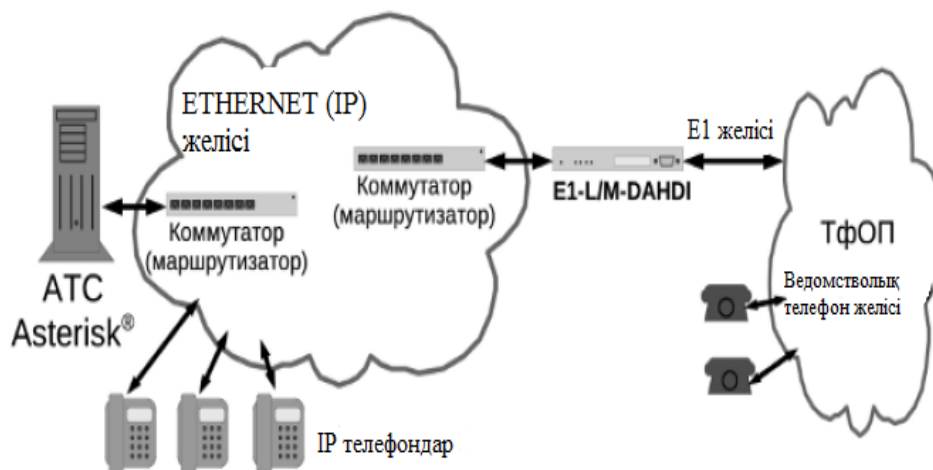 ETHERNET (IP)
желісі
E1 желісі
Коммутатор
(маршрутизатор)
E1-L/M-DAHDI
Коммутатор
(маршрутизатор)
ТфОП
Ведомстволық
телефон желісі
АТС
Asterisk®
IP телефондар